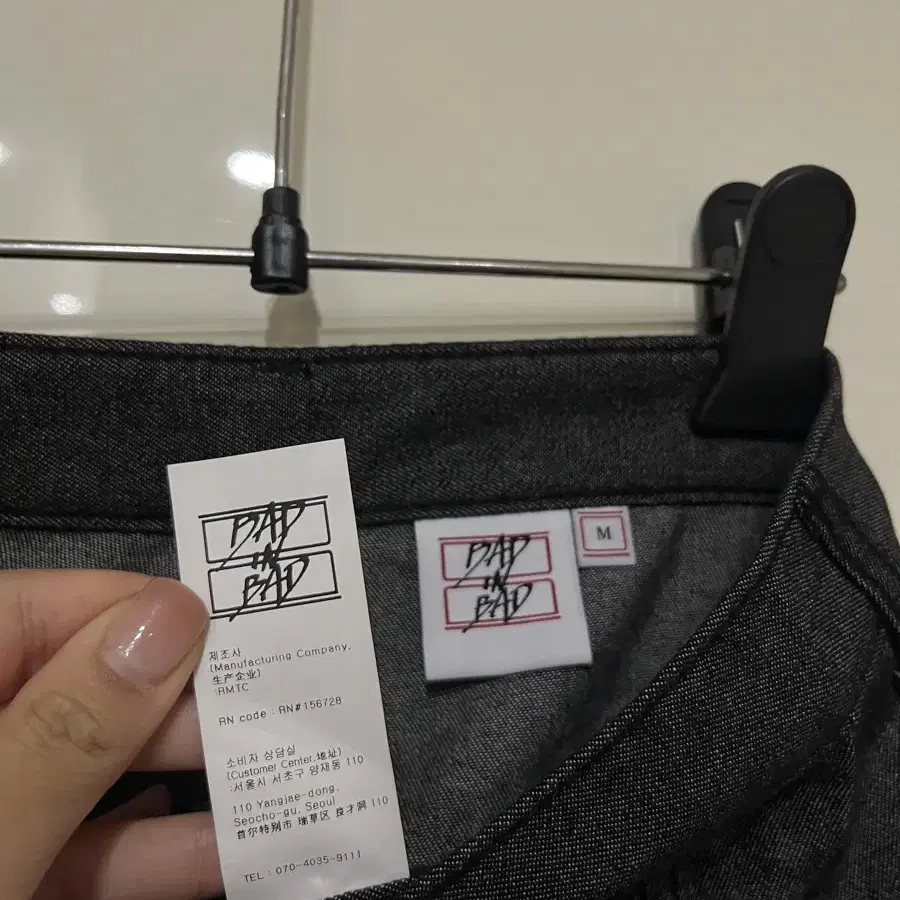 BAD
IN
BAD
제조사
(Manufacturing Company,
生产企业)
:RMTC
RN code : RN#156728
소비자 상담실
(Customer Center,地址)
:서울시 서초구 양재동 110
110 Yangjae-dong,
Seocho-gu, Seoul
首尔特别市 瑞草区 良才洞 110
TEL : 070-4035-9111
BAD
IN
BAD
M